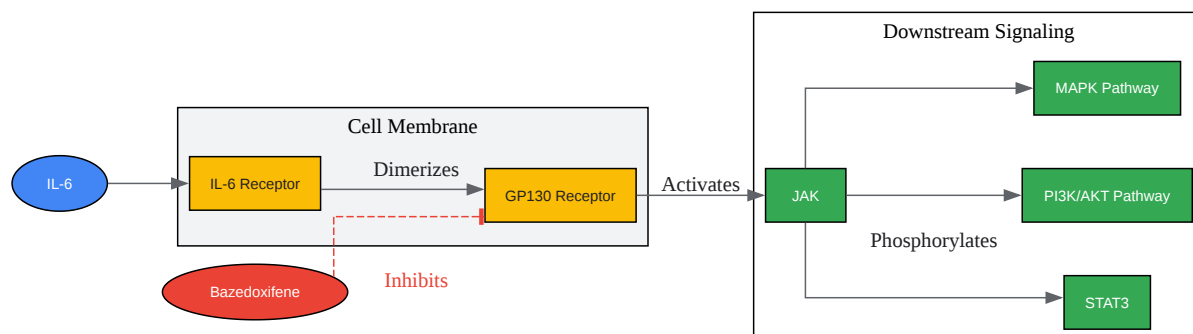 Downstream Signaling
MAPK Pathway
Cell Membrane
Dimerizes
IL-6
IL-6 Receptor
GP130 Receptor
Activates
JAK
PI3K/AKT Pathway
Phosphorylates
Inhibits
Bazedoxifene
STAT3